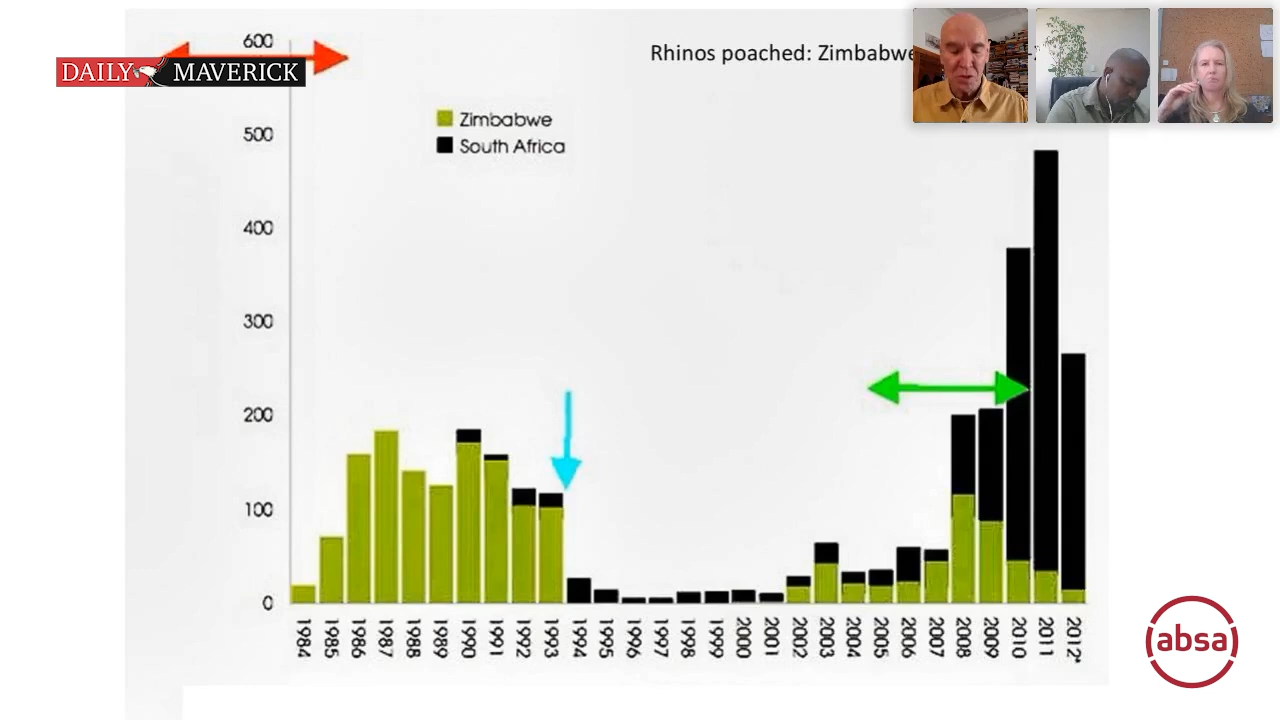 600
Rhinos poached: Zimbabwe
DAILY MAVERICK
Zimbabwe
South Africa
500
400
300
200
100
0
1984 1985 1986 1987 1988 1989 1990 1991 1922 1993 1994 1995 1996 1997 1998 1999 2000 2001 2002 2003 2004 2005 2006 2007 2008 2009 2010 2011 2012*
absa